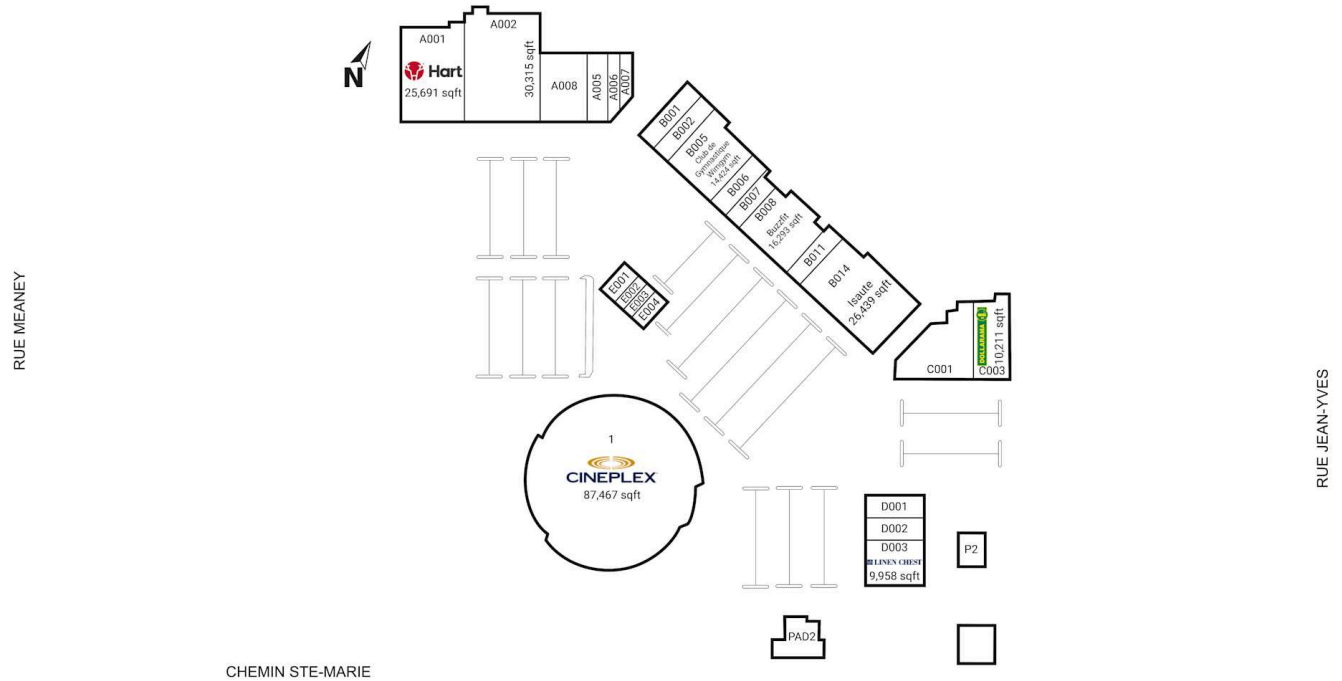 A001
Hart
25,691 sqft
A002
30,315 sqft
A008
A005
A006
A007
N
B001
B002
B005
Club de
Gymnastique
Wimgym
14,424 sqft
B006
B007
B008
Buzzfit
16,293 sqft
B011
B014
Isaute
26,439 sqft
E001
E002
E003
E004
C001
DOLLARAMA
10,211 sqft
C003
RUE MEANEY
RUE JEAN-YVES
1
CINEPLEX
87,467 sqft
D001
D002
D003
LINEN CHEST
9,958 sqft
P2
PAD2
CHEMIN STE-MARIE